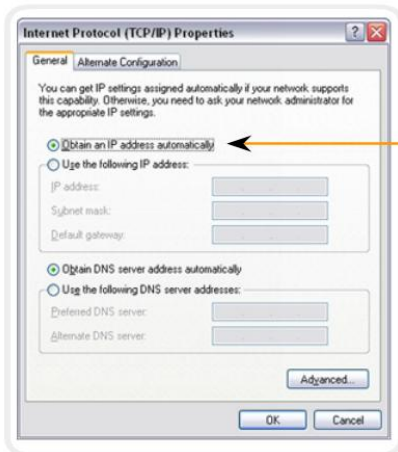 Internet Protocol (TCP/IP) Properties
General Alternate Configuration
You can get IP settings assigned automatically if your network supports
this capability. Otherwise, you need to ask your network administrator for
the appropriate IP settings.
Obtain an IP address automatically
Use the following IP address:
IP address:
Subnet mask:
Default gateway:
Obtain DNS server address automatically
Use the following DNS server addresses:
Preferred DNS server:
Alternate DNS server:
Advanced...
OK Cancel